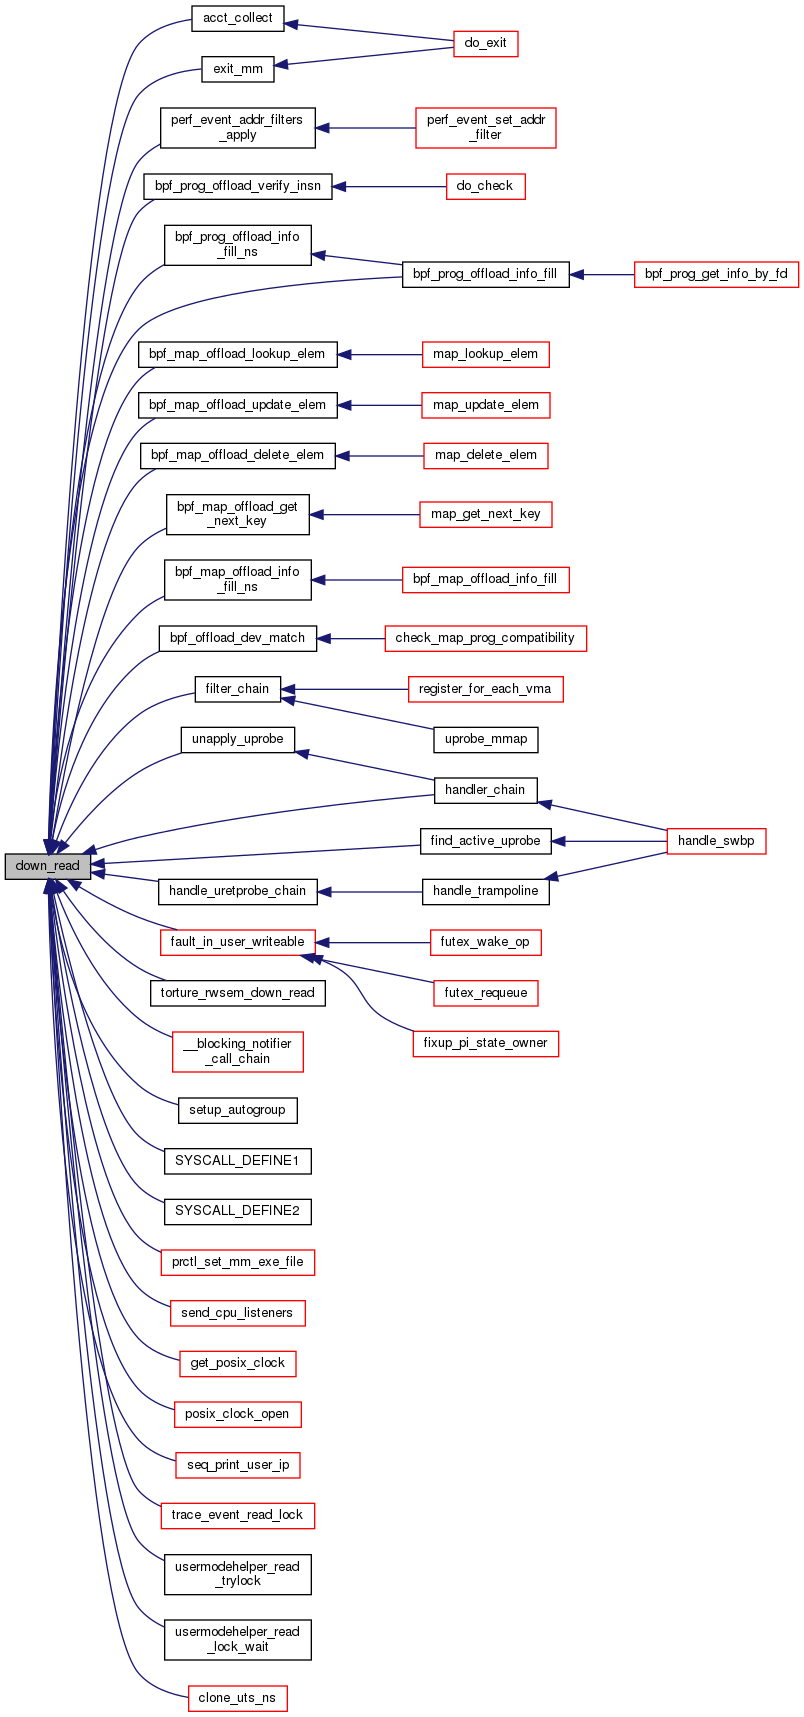 acct_collect
do_exit
exit_mm
perf_event_addr_filters
_apply
perf_event_set_addr
_filter
bpf_prog_offload_verify_insn
do_check
bpf_prog_offload_info
_fill_ns
bpf_prog_offload_info_fill
bpf_prog_get_info_by_fd
bpf_map_offload_lookup_elem
map_lookup_elem
bpf_map_offload_update_elem
map_update_elem
bpf_map_offload_delete_elem
map_delete_elem
bpf_map_offload_get
_next_key
map_get_next_key
bpf_map_offload_info
_fill_ns
bpf_map_offload_info_fill
bpf_offload_dev_match
check_map_prog_compatibility
filter_chain
register_for_each_vma
unapply_uprobe
uprobe_mmap
handler_chain
find_active_uprobe
handle_swbp
down_read
handle_uretprobe_chain
handle_trampoline
fault_in_user_writeable
futex_wake_op
torture_rwsem_down_read
futex_requeue
__blocking_notifier
_call_chain
fixup_pi_state_owner
setup_autogroup
SYSCALL_DEFINE1
SYSCALL_DEFINE2
prctl_set_mm_exe_file
send_cpu_listeners
get_posix_clock
posix_clock_open
seq_print_user_ip
trace_event_read_lock
usermodehelper_read
_trylock
usermodehelper_read
_lock_wait
clone_uts_ns